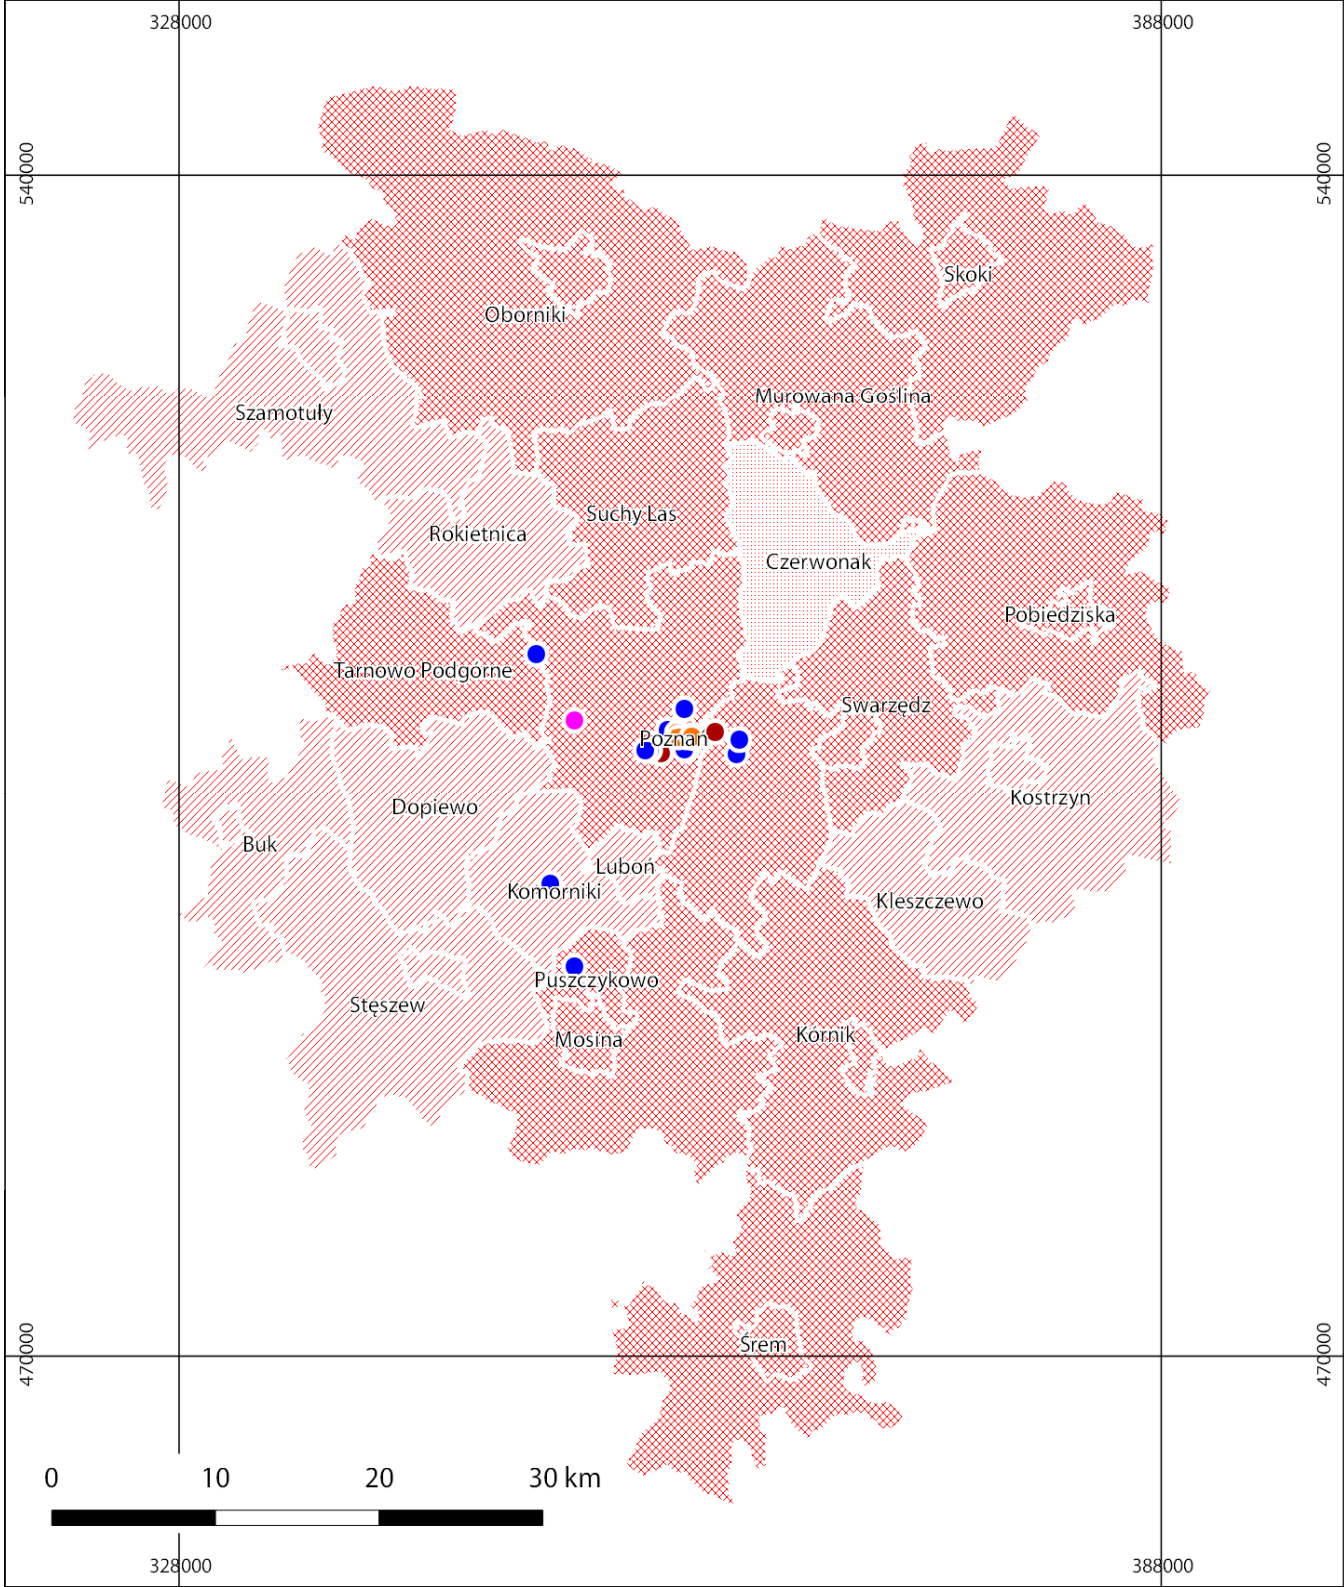 328000
388000
540000
540000
Skoki
Oborniki
Murowana Goślina
Szamotuły
Suchy Las
Rokietnica
Czerwonak
Pobiedziska
Tarnowo Podgórne
Swarzędz
Poznań
Kostrzyn
Dopiewo
Buk
Luboń
Komorniki
Kleszczewo
Puszczykowo
Stęszew
Mosina
Kórnik
Śrem
470000
470000
0 10 20 30 km
328000
388000